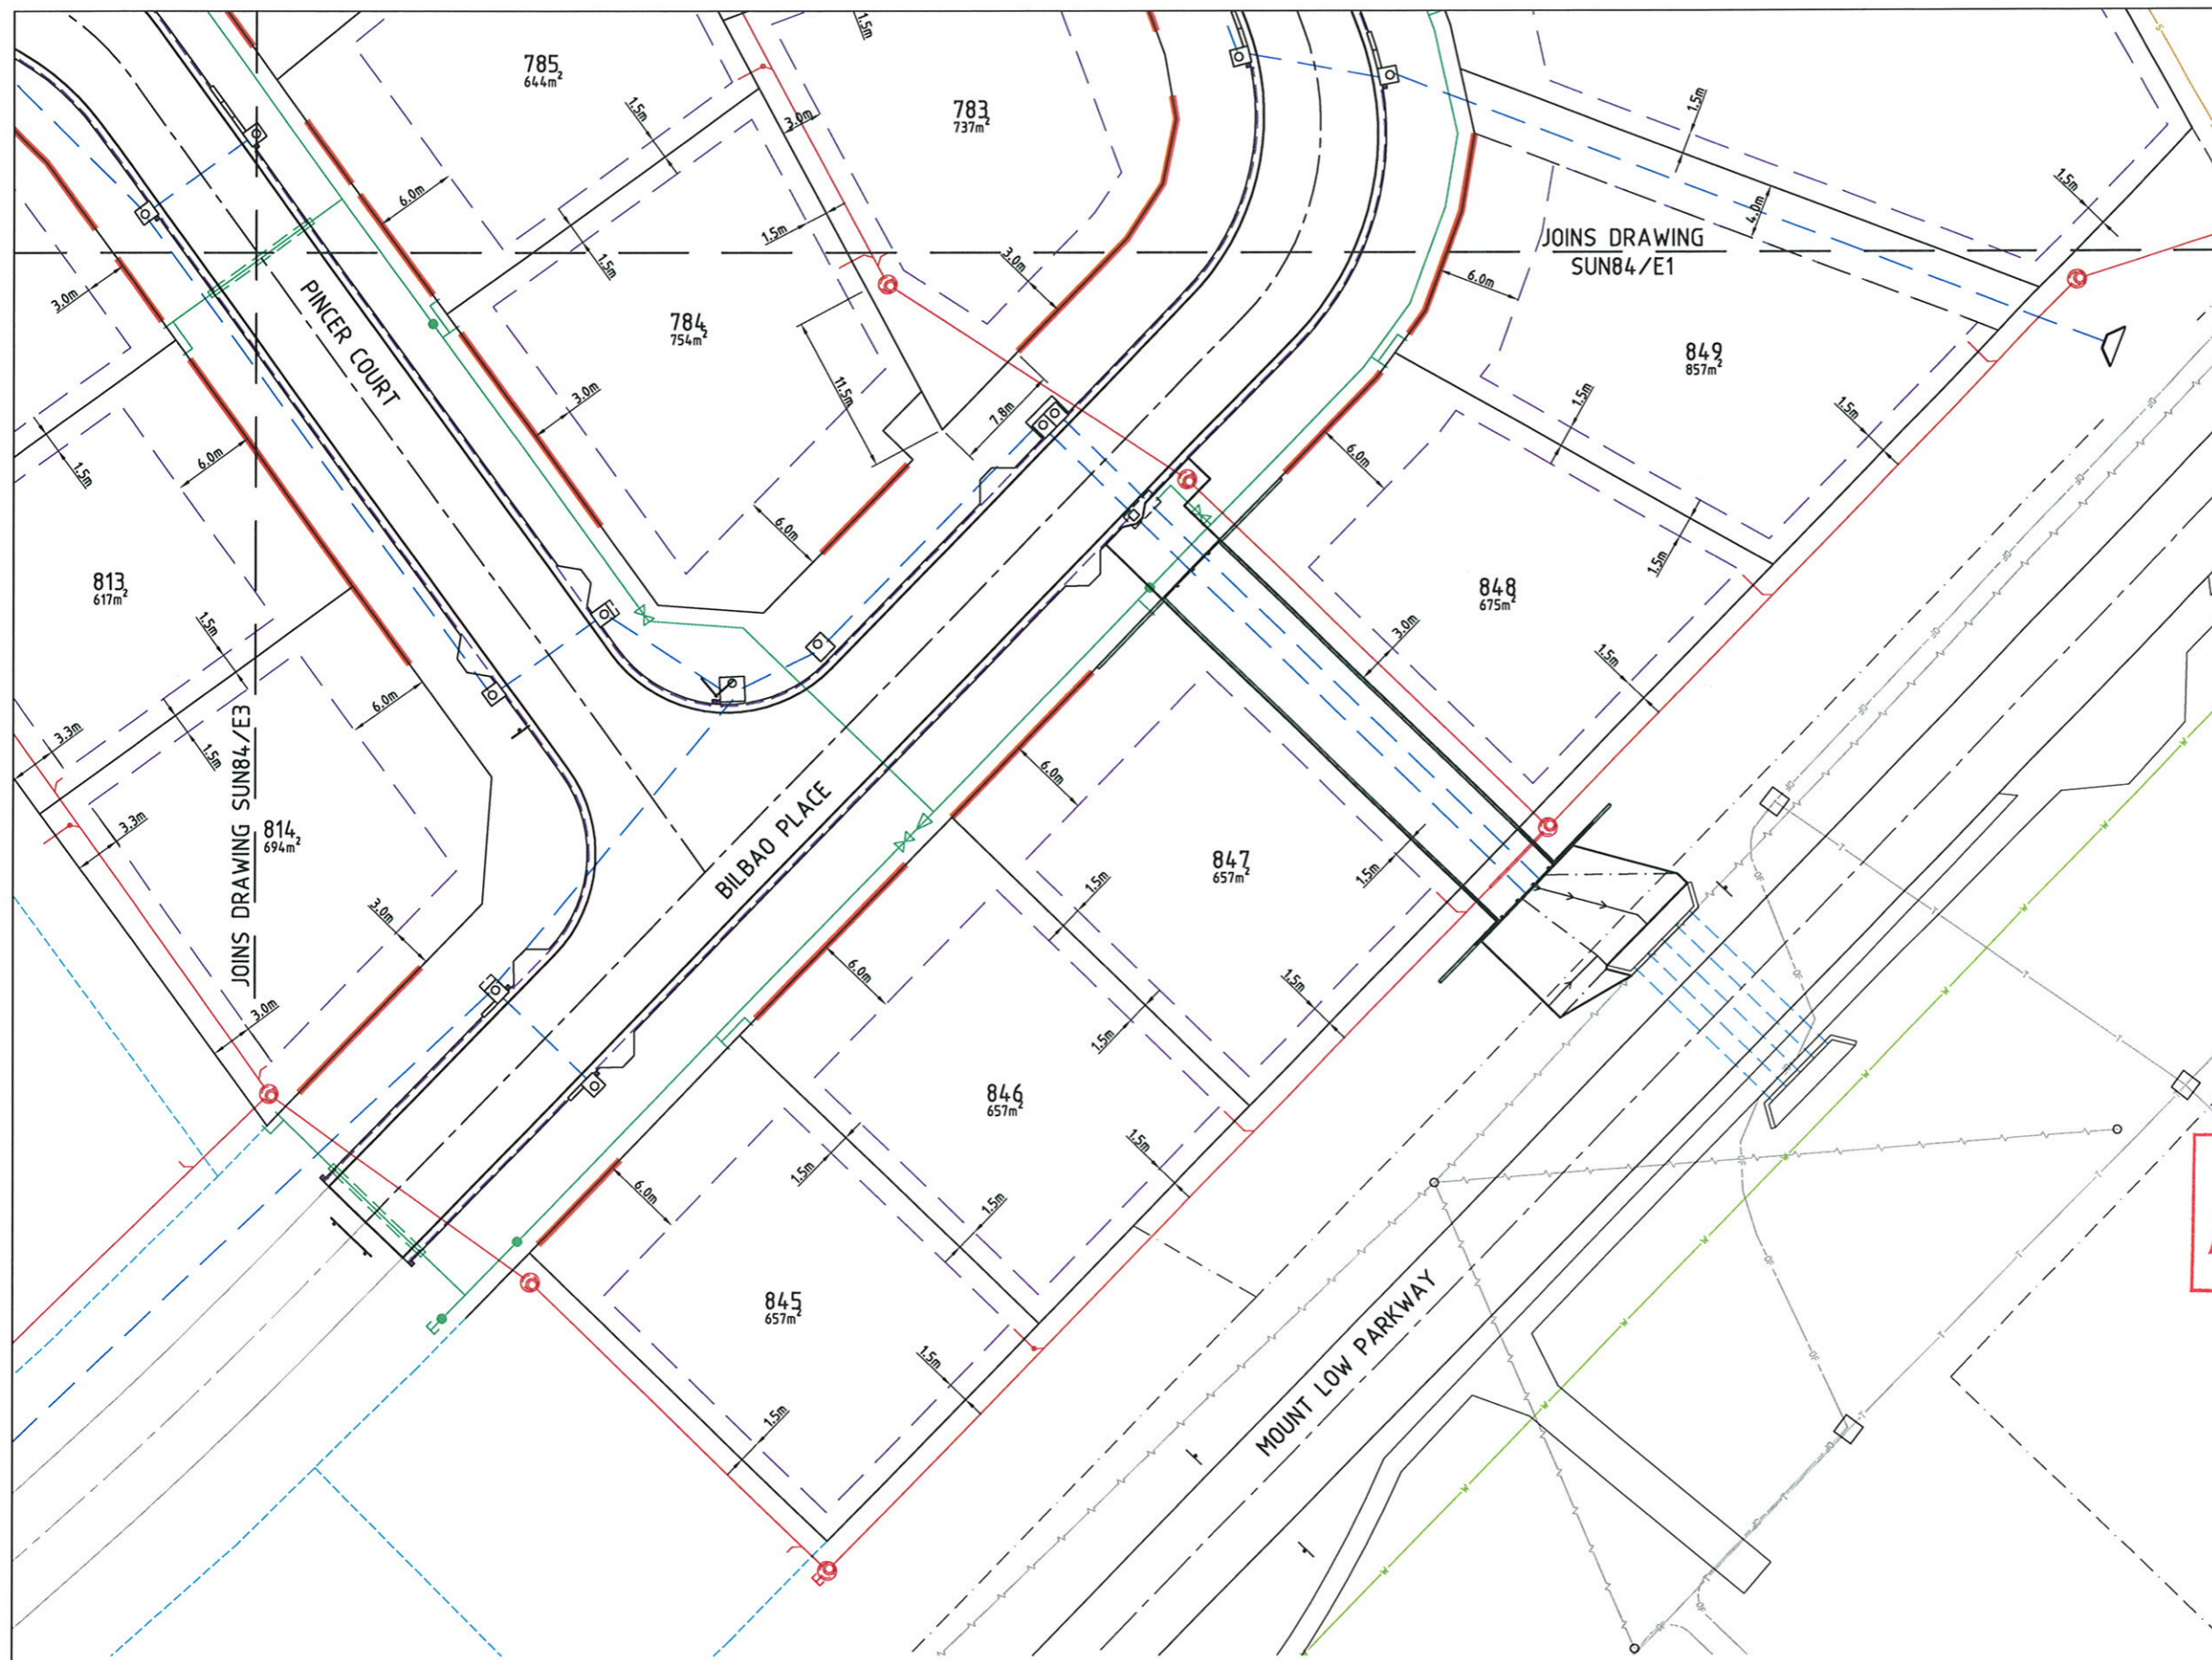 785
644m²
1.5m
1.5m
783
737m²
3.0m
1.5m
6.0m
1.5m
4.0m
1.5m
1.5m
1.5m
JOINS DRAWING
SUN84/E1
3.0m
6.0m
3.0m
PINCER COURT
784
754m²
849
857m²
11.5m
3.0m
7.8m
1.5m
1.5m
6.0m
6.0m
1.5m
6.0m
1.5m
813
617m²
848
675m²
1.5m
3.0m
1.5m
6.0m
3.3m
1.5m
JOINS DRAWING SUN84/E3
6.0m
BILBAO PLACE
3.3m
814
694m²
847
657m²
1.5m
1.5m
3.0m
6.0m
1.5m
3.0m
1.5m
846
657m²
1.5m
1.5m
6.0m
1.5m
845
657m²
MOUNT LOW PARKWAY
1.5m
1.5m